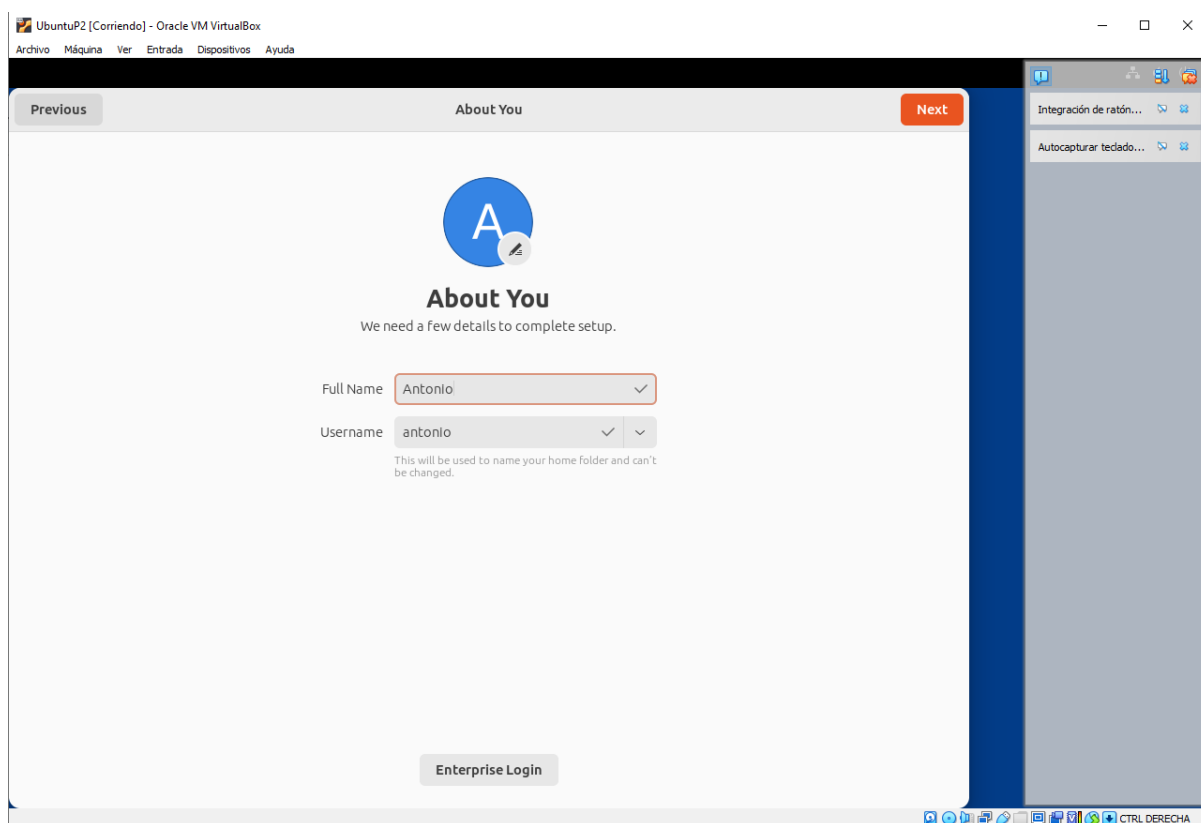 UbuntuP2 [Corriendo] - Oracle VM VirtualBox
Archivo Máquina Ver Entrada Dispositivos Ayuda
Previous
About You
Next
Integración de ratón...
Autocapturar teclado...
A
About You
We need a few details to complete setup.
Full Name Antonio
Username antonio
This will be used to name your home folder and can't
be changed.
Enterprise Login
CTRL DERECHA